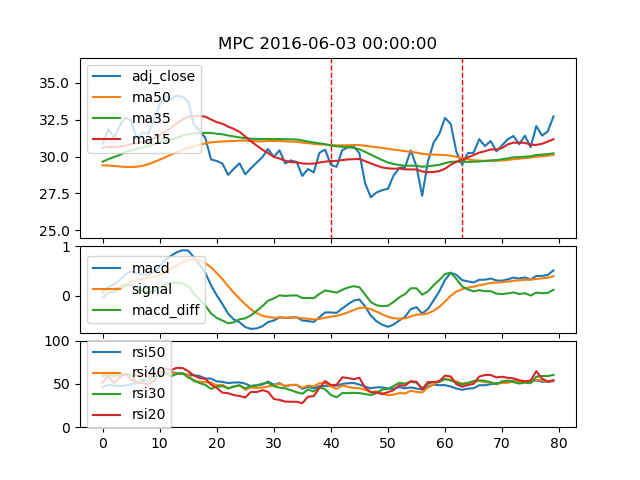 MPC 2016-06-03 00:00:00
35.0
32.5
30.0
27.5
25.0
adj_close
ma50
ma35
ma15
1
0
macd
signal
macd_diff
100
50
0
rsi50
rsi40
rsi30
rsi20
0 10 20 30 40 50 60 70 80